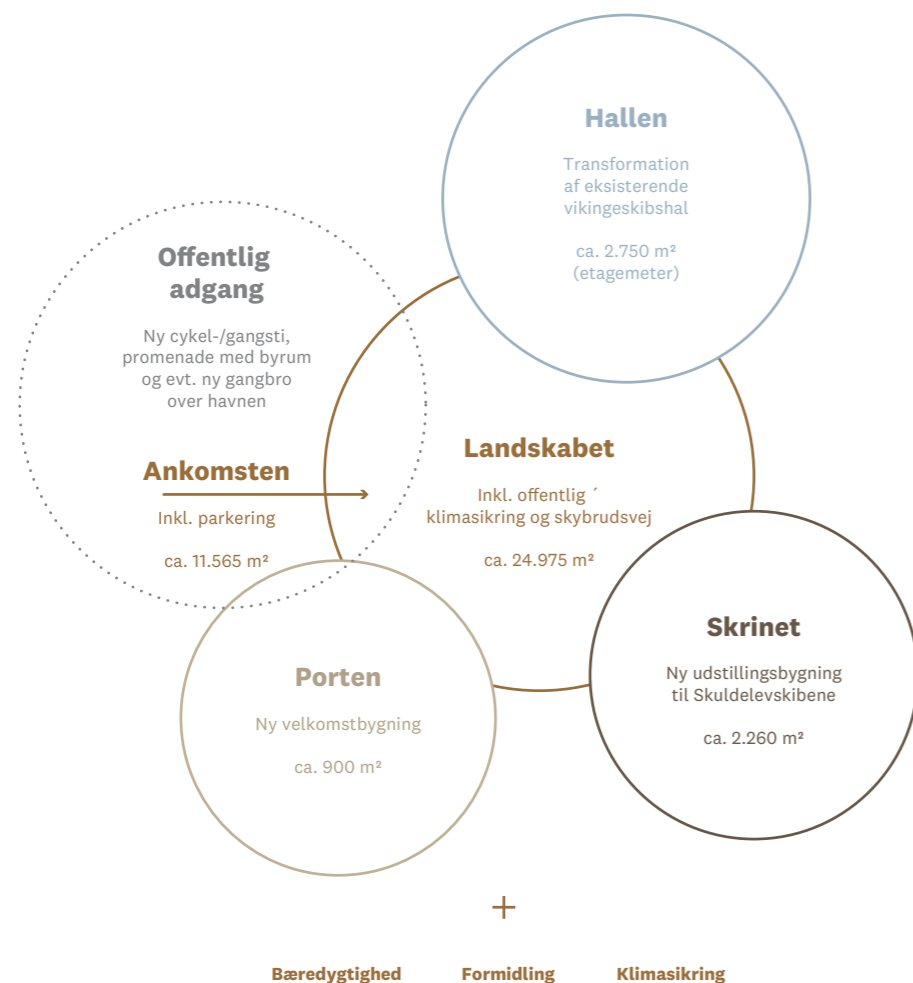 Hallen
Transformation
af eksisterende
vikingeskibshal
ca. 2.750 m²
(etagemeter)
Offentlig
adgang
Ny cykel-/gangsti,
promenade med byrum
og evt. ny gangbro
over havnen
Ankomsten
Inkl. parkering
ca. 11.565 m²
Landskabet
Inkl. offentlig ´
klimasikring og skybrudsvej
ca. 24.975 m²
Skrinet
Ny udstillingsbygning
til Skuldelevskibene
ca. 2.260 m²
Porten
Ny velkomstbygning
ca. 900 m²
+
Bæredygtighed Formidling Klimasikring